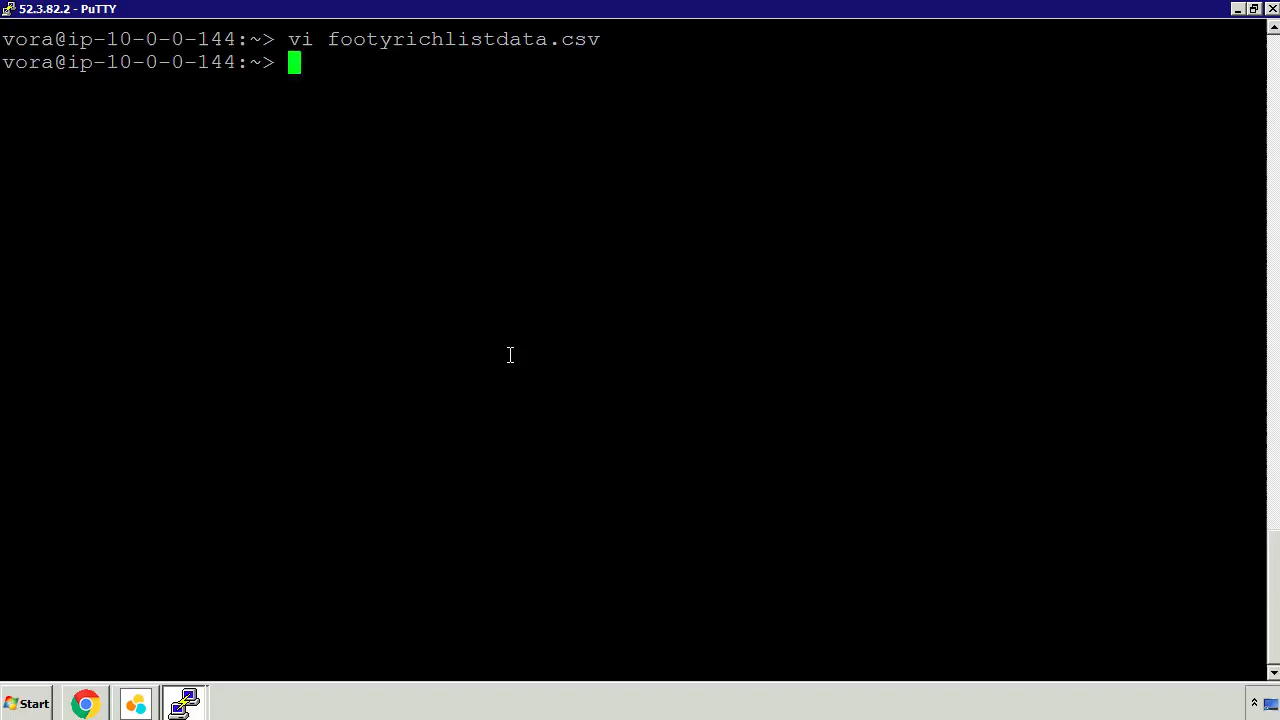 52.3.82.2 - PuTTY
vora@ip-10-0-0-144:~> vi footyrichlistdata.csv
vora@ip-10-0-0-144:~>
Start